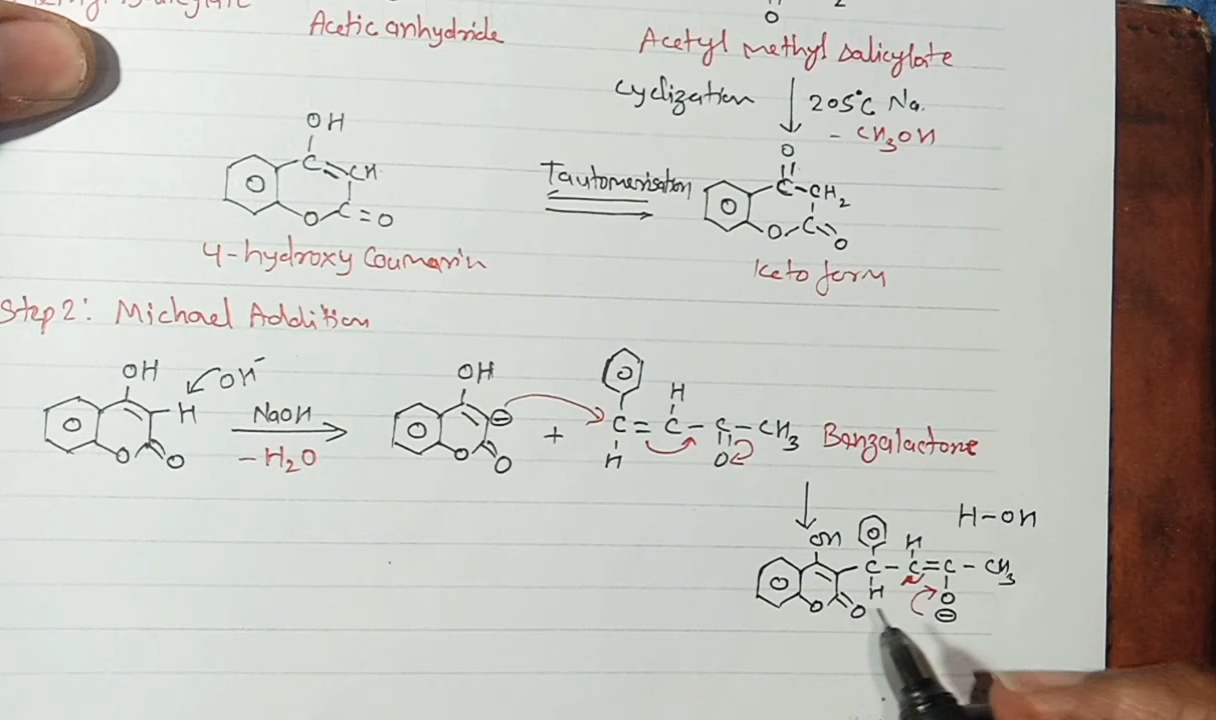 Acetic anhydride
Acetyl methyl salicylate
Cyclization
205°C Na.
- CH3OH
OH
C=CH
O-C=O
4-hydroxy Coumarin
Tautomerisation
O
C-CH2
O-C=O
Keto form
Step 2: Michael Addition
OH
OH-
H
O O
NaOH
- H2O
OH
⊖
O O
+
H
C=C-C-CH3
H O
Benzalactone
H-OH
OH H
C-C=C-CH3
H O
⊖
O O